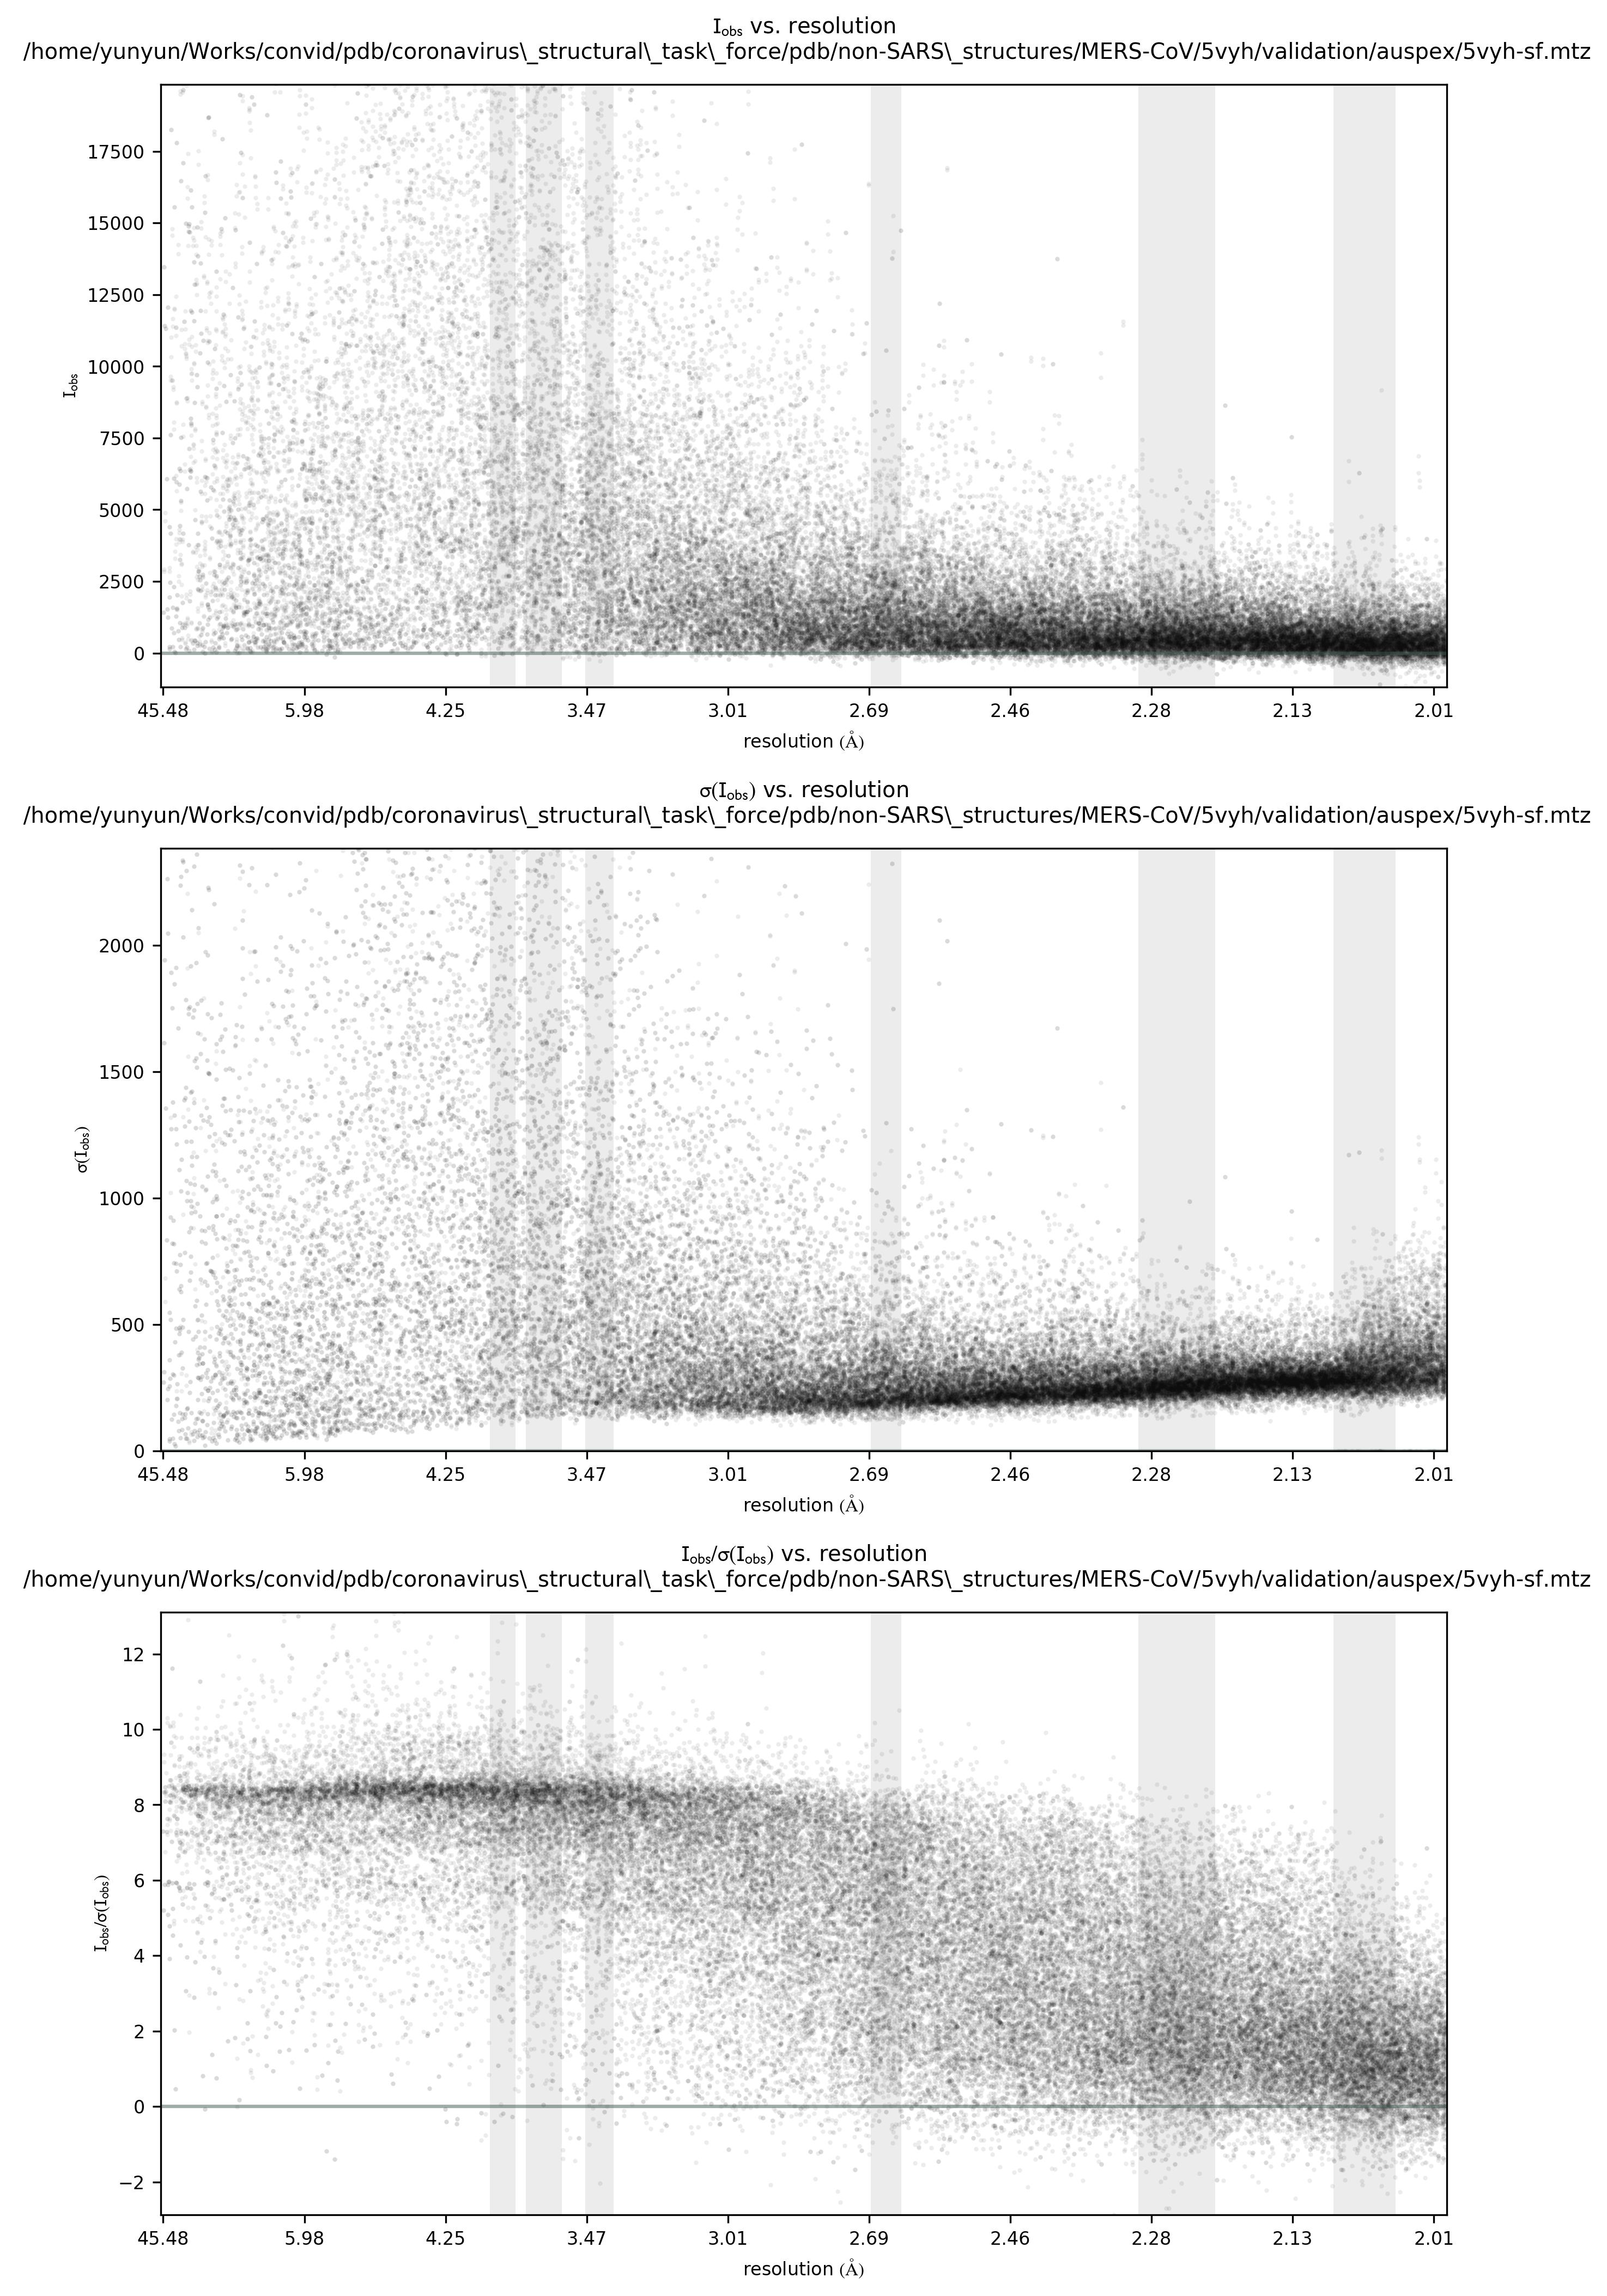 I_obs vs. resolution
/home/yunyun/Works/convid/pdb/coronavirus\_structural\_task\_force/pdb/non-SARS\_structures/MERS-CoV/5vyh/validation/auspex/5vyh-sf.mtz
17500
15000
12500
10000
7500
5000
2500
0
I_obs
45.48 5.98 4.25 3.47 3.01 2.69 2.46 2.28 2.13 2.01
resolution (Å)
σ(I_obs) vs. resolution
/home/yunyun/Works/convid/pdb/coronavirus\_structural\_task\_force/pdb/non-SARS\_structures/MERS-CoV/5vyh/validation/auspex/5vyh-sf.mtz
2000
1500
1000
500
0
σ(I_obs)
45.48 5.98 4.25 3.47 3.01 2.69 2.46 2.28 2.13 2.01
resolution (Å)
I_obs/σ(I_obs) vs. resolution
/home/yunyun/Works/convid/pdb/coronavirus\_structural\_task\_force/pdb/non-SARS\_structures/MERS-CoV/5vyh/validation/auspex/5vyh-sf.mtz
12
10
8
6
4
2
0
−2
I_obs/σ(I_obs)
45.48 5.98 4.25 3.47 3.01 2.69 2.46 2.28 2.13 2.01
resolution (Å)